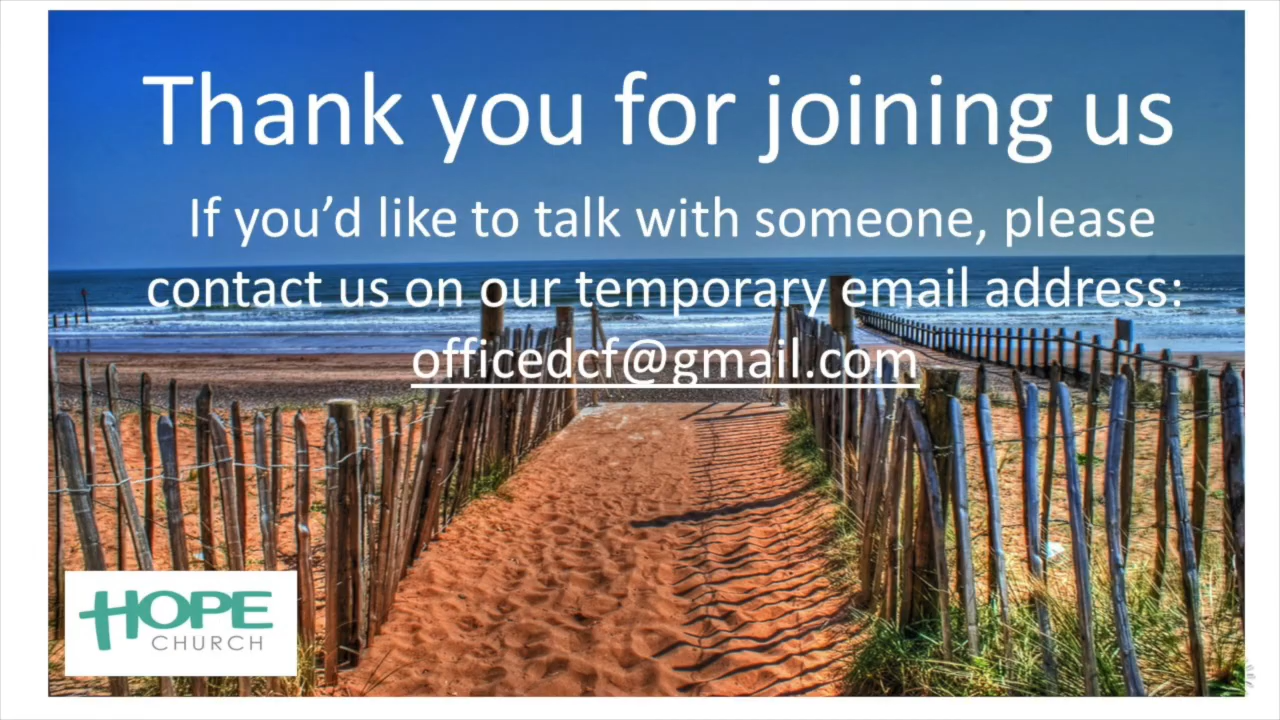 Thank you for joining us
If you’d like to talk with someone, please
contact us on our temporary email address:
officedcf@gmail.com
HOPE
CHURCH